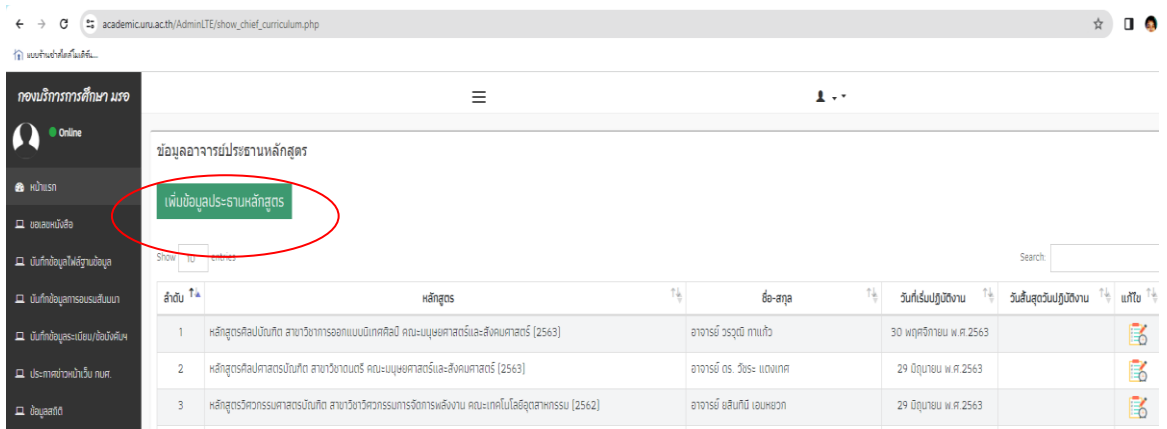 academic.uru.ac.th/AdminLTE/show_chief_curriculum.php
กองบริการการศึกษา มรอ
Online
ข้อมูลอาจารย์ประธานหลักสูตร
หน้าแรก
เพิ่มข้อมูลประธานหลักสูตร
ขอเลขหนังสือ
บันทึกข้อมูลไฟล์ฐานข้อมูล
Show 10 entries Search:
บันทึกข้อมูลการอบรมสัมมนา
ลำดับ หลักสูตร ชื่อ-สกุล วันที่เริ่มปฏิบัติงาน วันสิ้นสุดวันปฏิบัติงาน แก้ไข
บันทึกข้อมูลระเบียบ/ข้อบังคับฯ
1 หลักสูตรศิลปบัณฑิต สาขาวิชาการออกแบบนิเทศศิลป์ คณะมนุษยศาสตร์และสังคมศาสตร์ (2563) อาจารย์ วรวุฒิ กาแก้ว 30 พฤศจิกายน พ.ศ.2563
ประกาศข่าวหน้าเว็บ กบศ.
2 หลักสูตรศิลปศาสตรบัณฑิต สาขาวิชาดนตรี คณะมนุษยศาสตร์และสังคมศาสตร์ (2563) อาจารย์ ดร. วัชระ แตงเทศ 29 มิถุนายน พ.ศ.2563
ข้อมูลสถิติ
3 หลักสูตรวิศวกรรมศาสตรบัณฑิต สาขาวิชาวิศวกรรมการจัดการพลังงาน คณะเทคโนโลยีอุตสาหกรรม (2562) อาจารย์ ยสินทินี เอมหยวก 29 มิถุนายน พ.ศ.2563